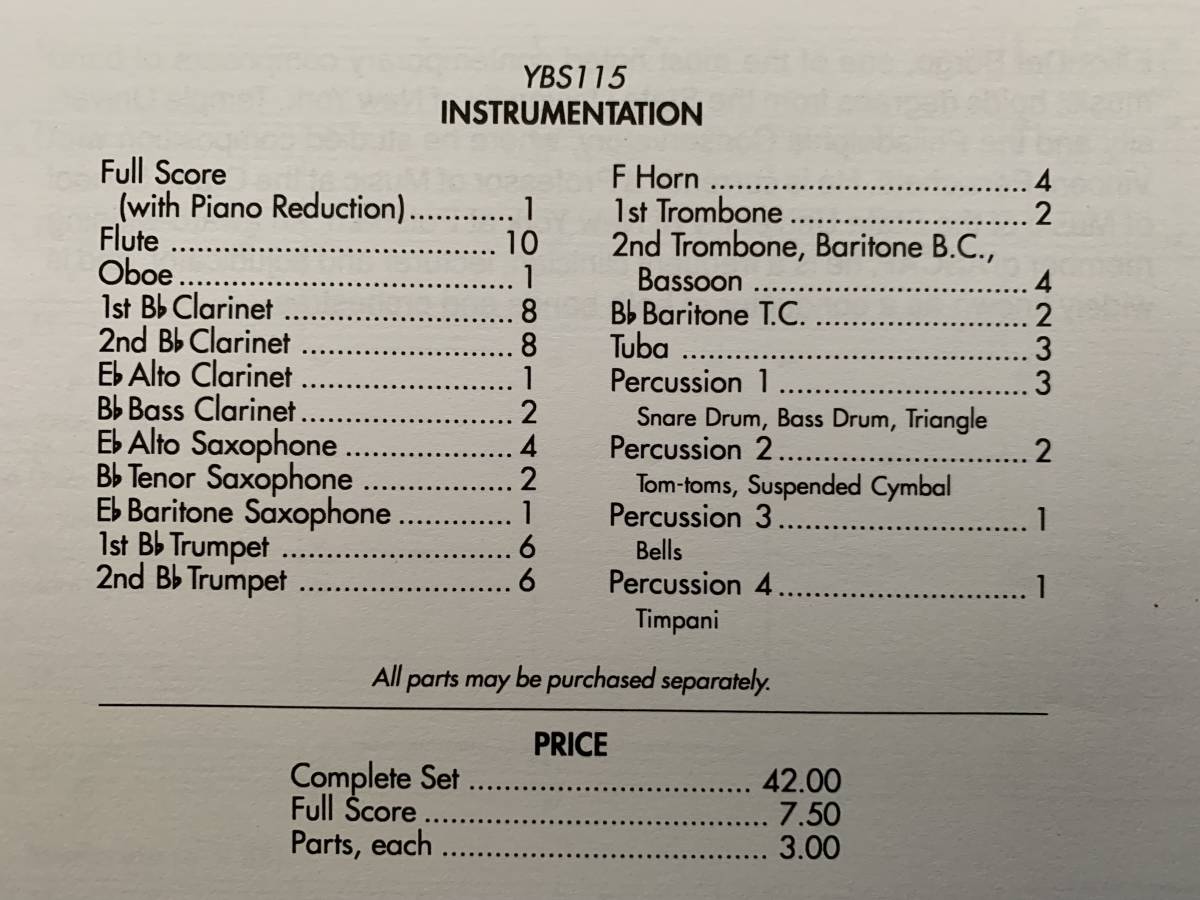 YBS115
INSTRUMENTATION
Full Score
(with Piano Reduction)............ 1
Flute .................................... 10
Oboe..................................... 1
1st B♭ Clarinet ......................... 8
2nd B♭ Clarinet ....................... 8
E♭ Alto Clarinet ....................... 1
B♭ Bass Clarinet....................... 2
E♭ Alto Saxophone .................. 4
B♭ Tenor Saxophone ................ 2
E♭ Baritone Saxophone ............. 1
1st B♭ Trumpet ......................... 6
2nd B♭ Trumpet ....................... 6
F Horn ................................... 4
1st Trombone .......................... 2
2nd Trombone, Baritone B.C.,
Bassoon .............................. 4
B♭ Baritone T.C. ....................... 2
Tuba ...................................... 3
Percussion 1 ........................... 3
Snare Drum, Bass Drum, Triangle
Percussion 2........................... 2
Tom-toms, Suspended Cymbal
Percussion 3........................... 1
Bells
Percussion 4........................... 1
Timpani
All parts may be purchased separately.
PRICE
Complete Set ............................... 42.00
Full Score ...................................... 7.50
Parts, each .................................... 3.00